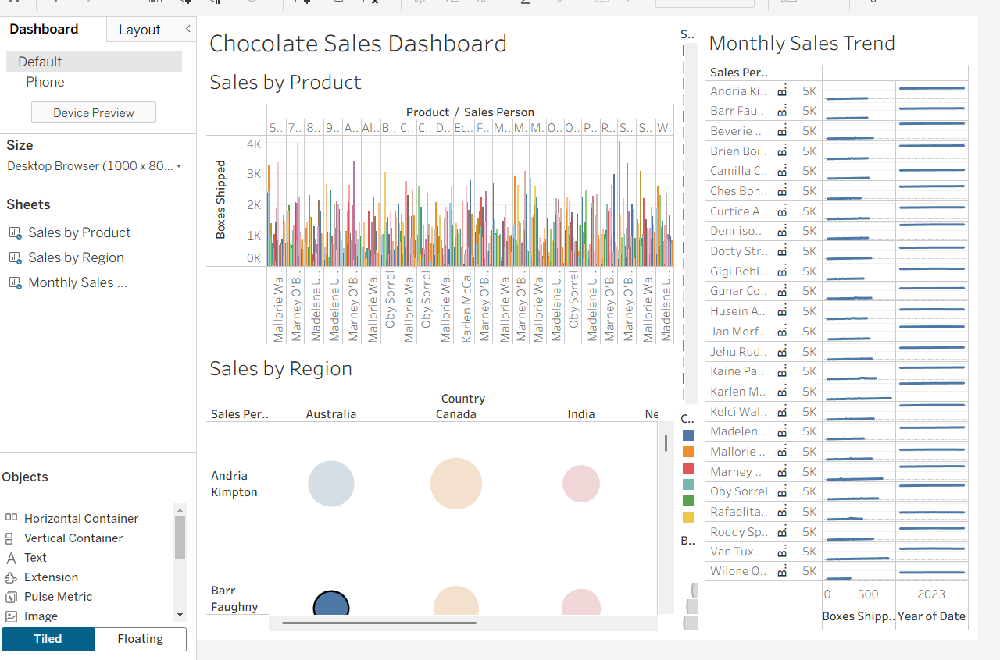 Dashboard
Layout
Default
Phone
Device Preview
Size
Desktop Browser (1000 x 80...
Sheets
Sales by Product
Sales by Region
Monthly Sales ...
Objects
Horizontal Container
Vertical Container
Text
Extension
Pulse Metric
Image
Tiled
Floating
Chocolate Sales Dashboard
Sales by Product
Product / Sales Person
5.. 7.. 8.. 9.. A.. Al.. B.. C.. C.. D.. Ec.. F.. M.. M.. M.. O.. O.. P.. R.. S.. S.. W.
Boxes Shipped
4K
3K
2K
1K
0K
Mallorie Wa..
Marney O'B..
Madelene U..
Madelene U..
Marney O'B..
Mallorie Wa..
Oby Sorrel
Mallorie Wa..
Oby Sorrel
Mallorie Wa..
Karlen McCa..
Marney O'B..
Mallorie Wa..
Marney O'B..
Mallorie Wa..
Madelene U..
Oby Sorrel
Madelene U..
Marney O'B..
Marney O'B..
Mallorie Wa..
Madelene U..
Sales by Region
Country
Sales Per.. Australia Canada India Ne
Andria
Kimpton
Barr
Faughny
S..
C..
B..
Monthly Sales Trend
Sales Per..
Andria Ki.. B.. 5K
Barr Fau.. B.. 5K
Beverie .. B.. 5K
Brien Boi.. B.. 5K
Camilla C.. B.. 5K
Ches Bon.. B.. 5K
Curtice A.. B.. 5K
Denniso.. B.. 5K
Dotty Str.. B.. 5K
Gigi Bohl.. B.. 5K
Gunar Co.. B.. 5K
Husein A.. B.. 5K
Jan Morf.. B.. 5K
Jehu Rud.. B.. 5K
Kaine Pa.. B.. 5K
Karlen M.. B.. 5K
Kelci Wal.. B.. 5K
Madelen.. B.. 5K
Mallorie .. B.. 5K
Marney .. B.. 5K
Oby Sorrel B.. 5K
Rafaelita.. B.. 5K
Roddy Sp.. B.. 5K
Van Tux.. B.. 5K
Wilone O.. B.. 5K
0 500 2023
Boxes Shipp.. Year of Date